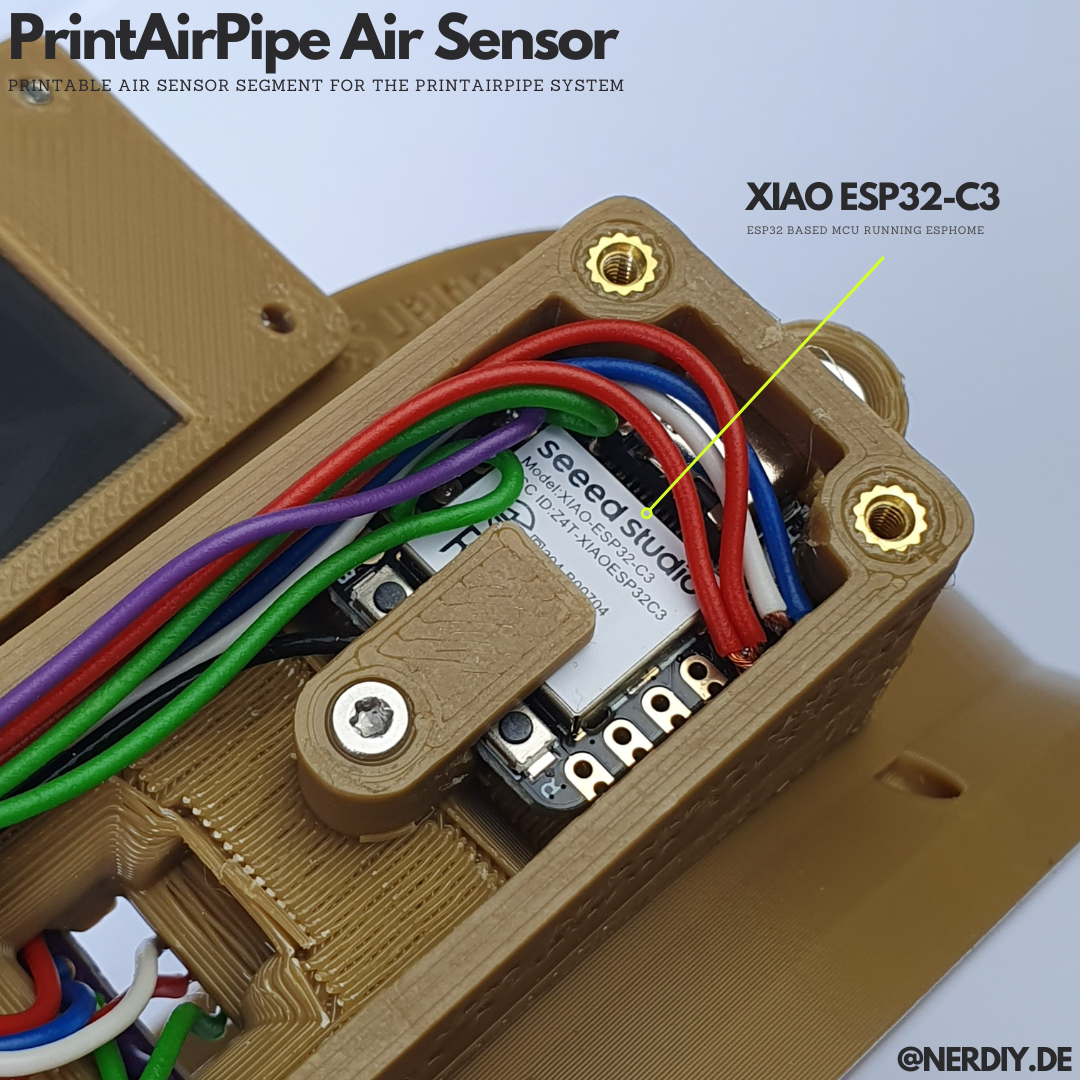 PrintAirPipe Air Sensor
PRINTABLE AIR SENSOR SEGMENT FOR THE PRINTAIRPIPE SYSTEM
XIAO ESP32-C3
ESP32 BASED MCU RUNNING ESPHOME
seeed studio
Model:XIAO-ESP32-C3
ID:Z4T-XIAOESP32C3
R
@NERDIY.DE